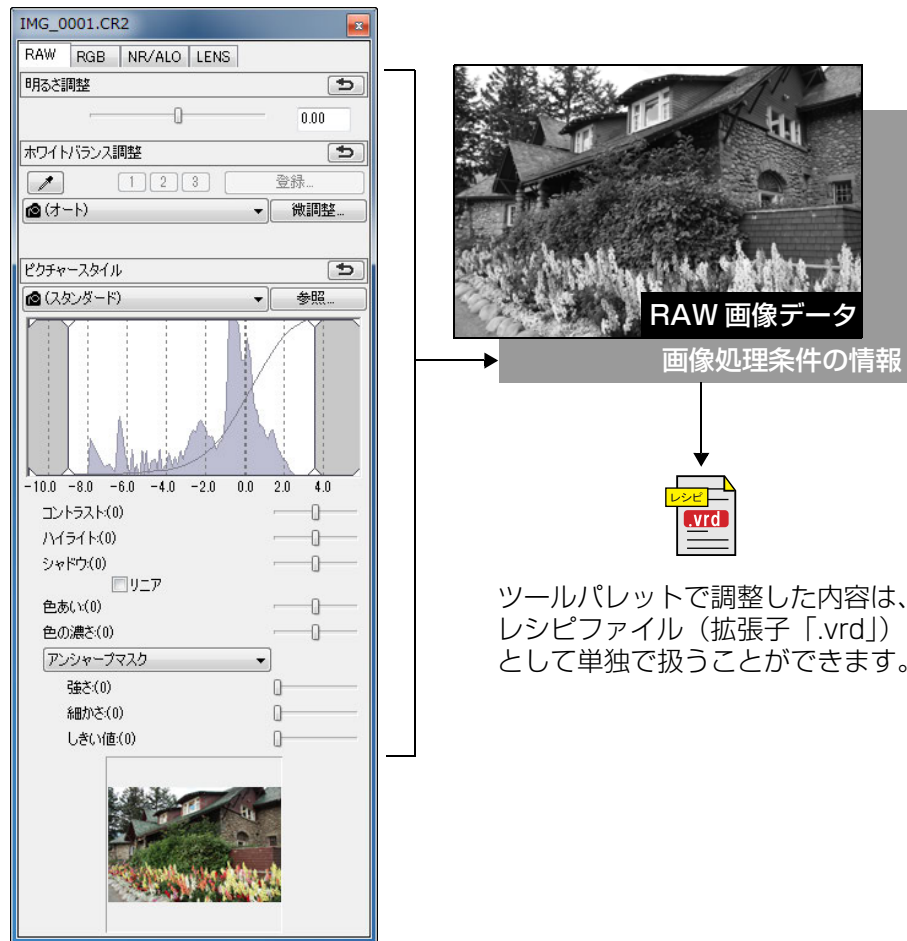 IMG_0001.CR2
RAW RGB NR/ALO LENS
明るさ調整
0.00
ホワイトバランス調整
1 2 3 登録...
(オート) 微調整...
ピクチャースタイル
(スタンダード) 参照...
-10.0 -8.0 -6.0 -4.0 -2.0 0.0 2.0 4.0
コントラスト:(0)
ハイライト:(0)
シャドウ:(0)
リニア
色あい:(0)
色の濃さ:(0)
アンシャープマスク
強さ:(0)
細かさ:(0)
しきい値:(0)
RAW 画像データ
画像処理条件の情報
レシピ
.vrd
ツールパレットで調整した内容は、
レシピファイル（拡張子「.vrd」）
として単独で扱うことができます。